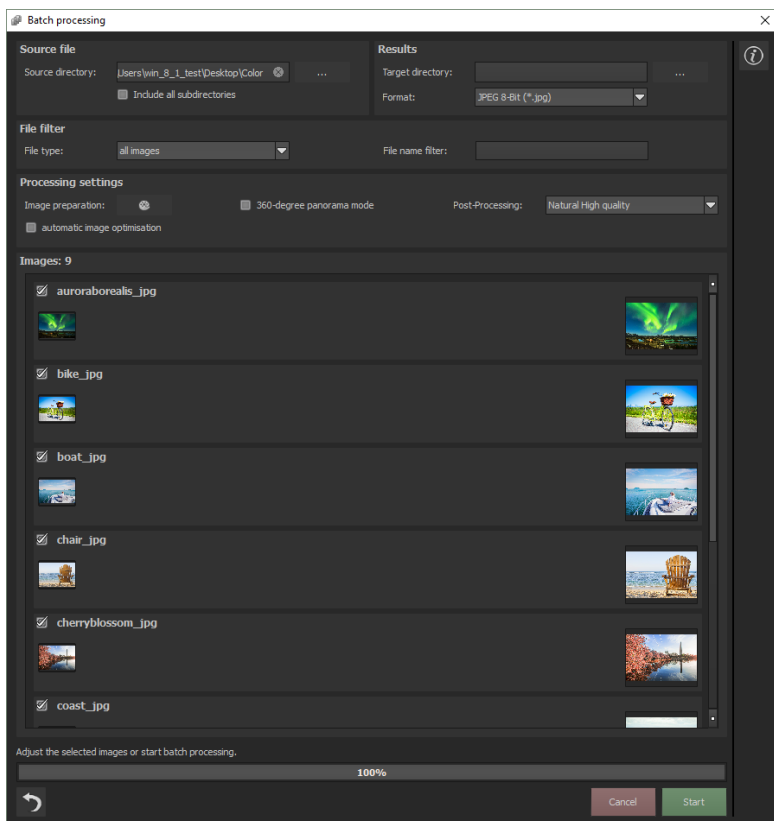 Batch processing
Source file
Source directory: Users\win_8_1_test\Desktop\Color ...
Include all subdirectories
Results
Target directory: ...
Format: JPEG 8-Bit (*.jpg)
File filter
File type: all images
File name filter:
Processing settings
Image preparation: 360-degree panorama mode Post-Processing: Natural High quality
automatic image optimisation
Images: 9
auroraborealis_jpg
bike_jpg
boat_jpg
chair_jpg
cherryblossom_jpg
coast_jpg
Adjust the selected images or start batch processing.
100%
Cancel Start